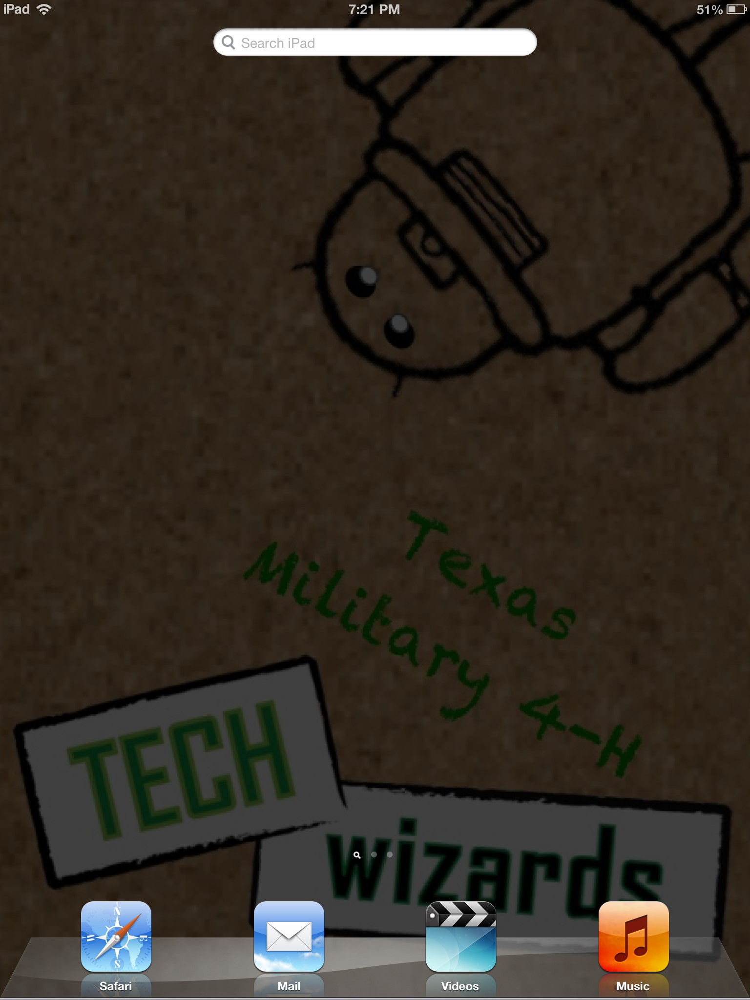 iPad 7:21 PM 51%
Search iPad
Texas
Military 4-H
TECH
wizards
Safari Mail Videos Music